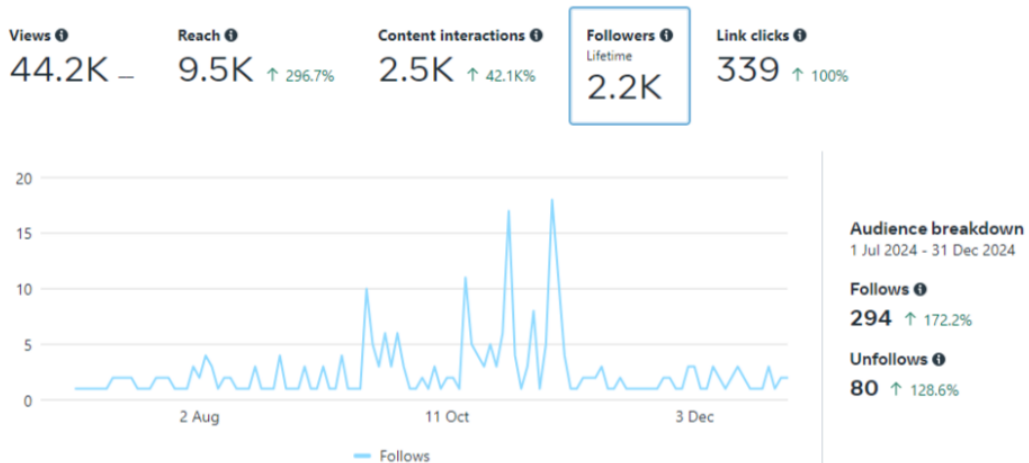 Views
44.2K –
Reach
9.5K ↑ 296.7%
Content interactions
2.5K ↑ 42.1K%
Followers
Lifetime
2.2K
Link clicks
339 ↑ 100%
20
15
10
5
0
2 Aug
11 Oct
3 Dec
Follows
Audience breakdown
1 Jul 2024 - 31 Dec 2024
Follows
294 ↑ 172.2%
Unfollows
80 ↑ 128.6%